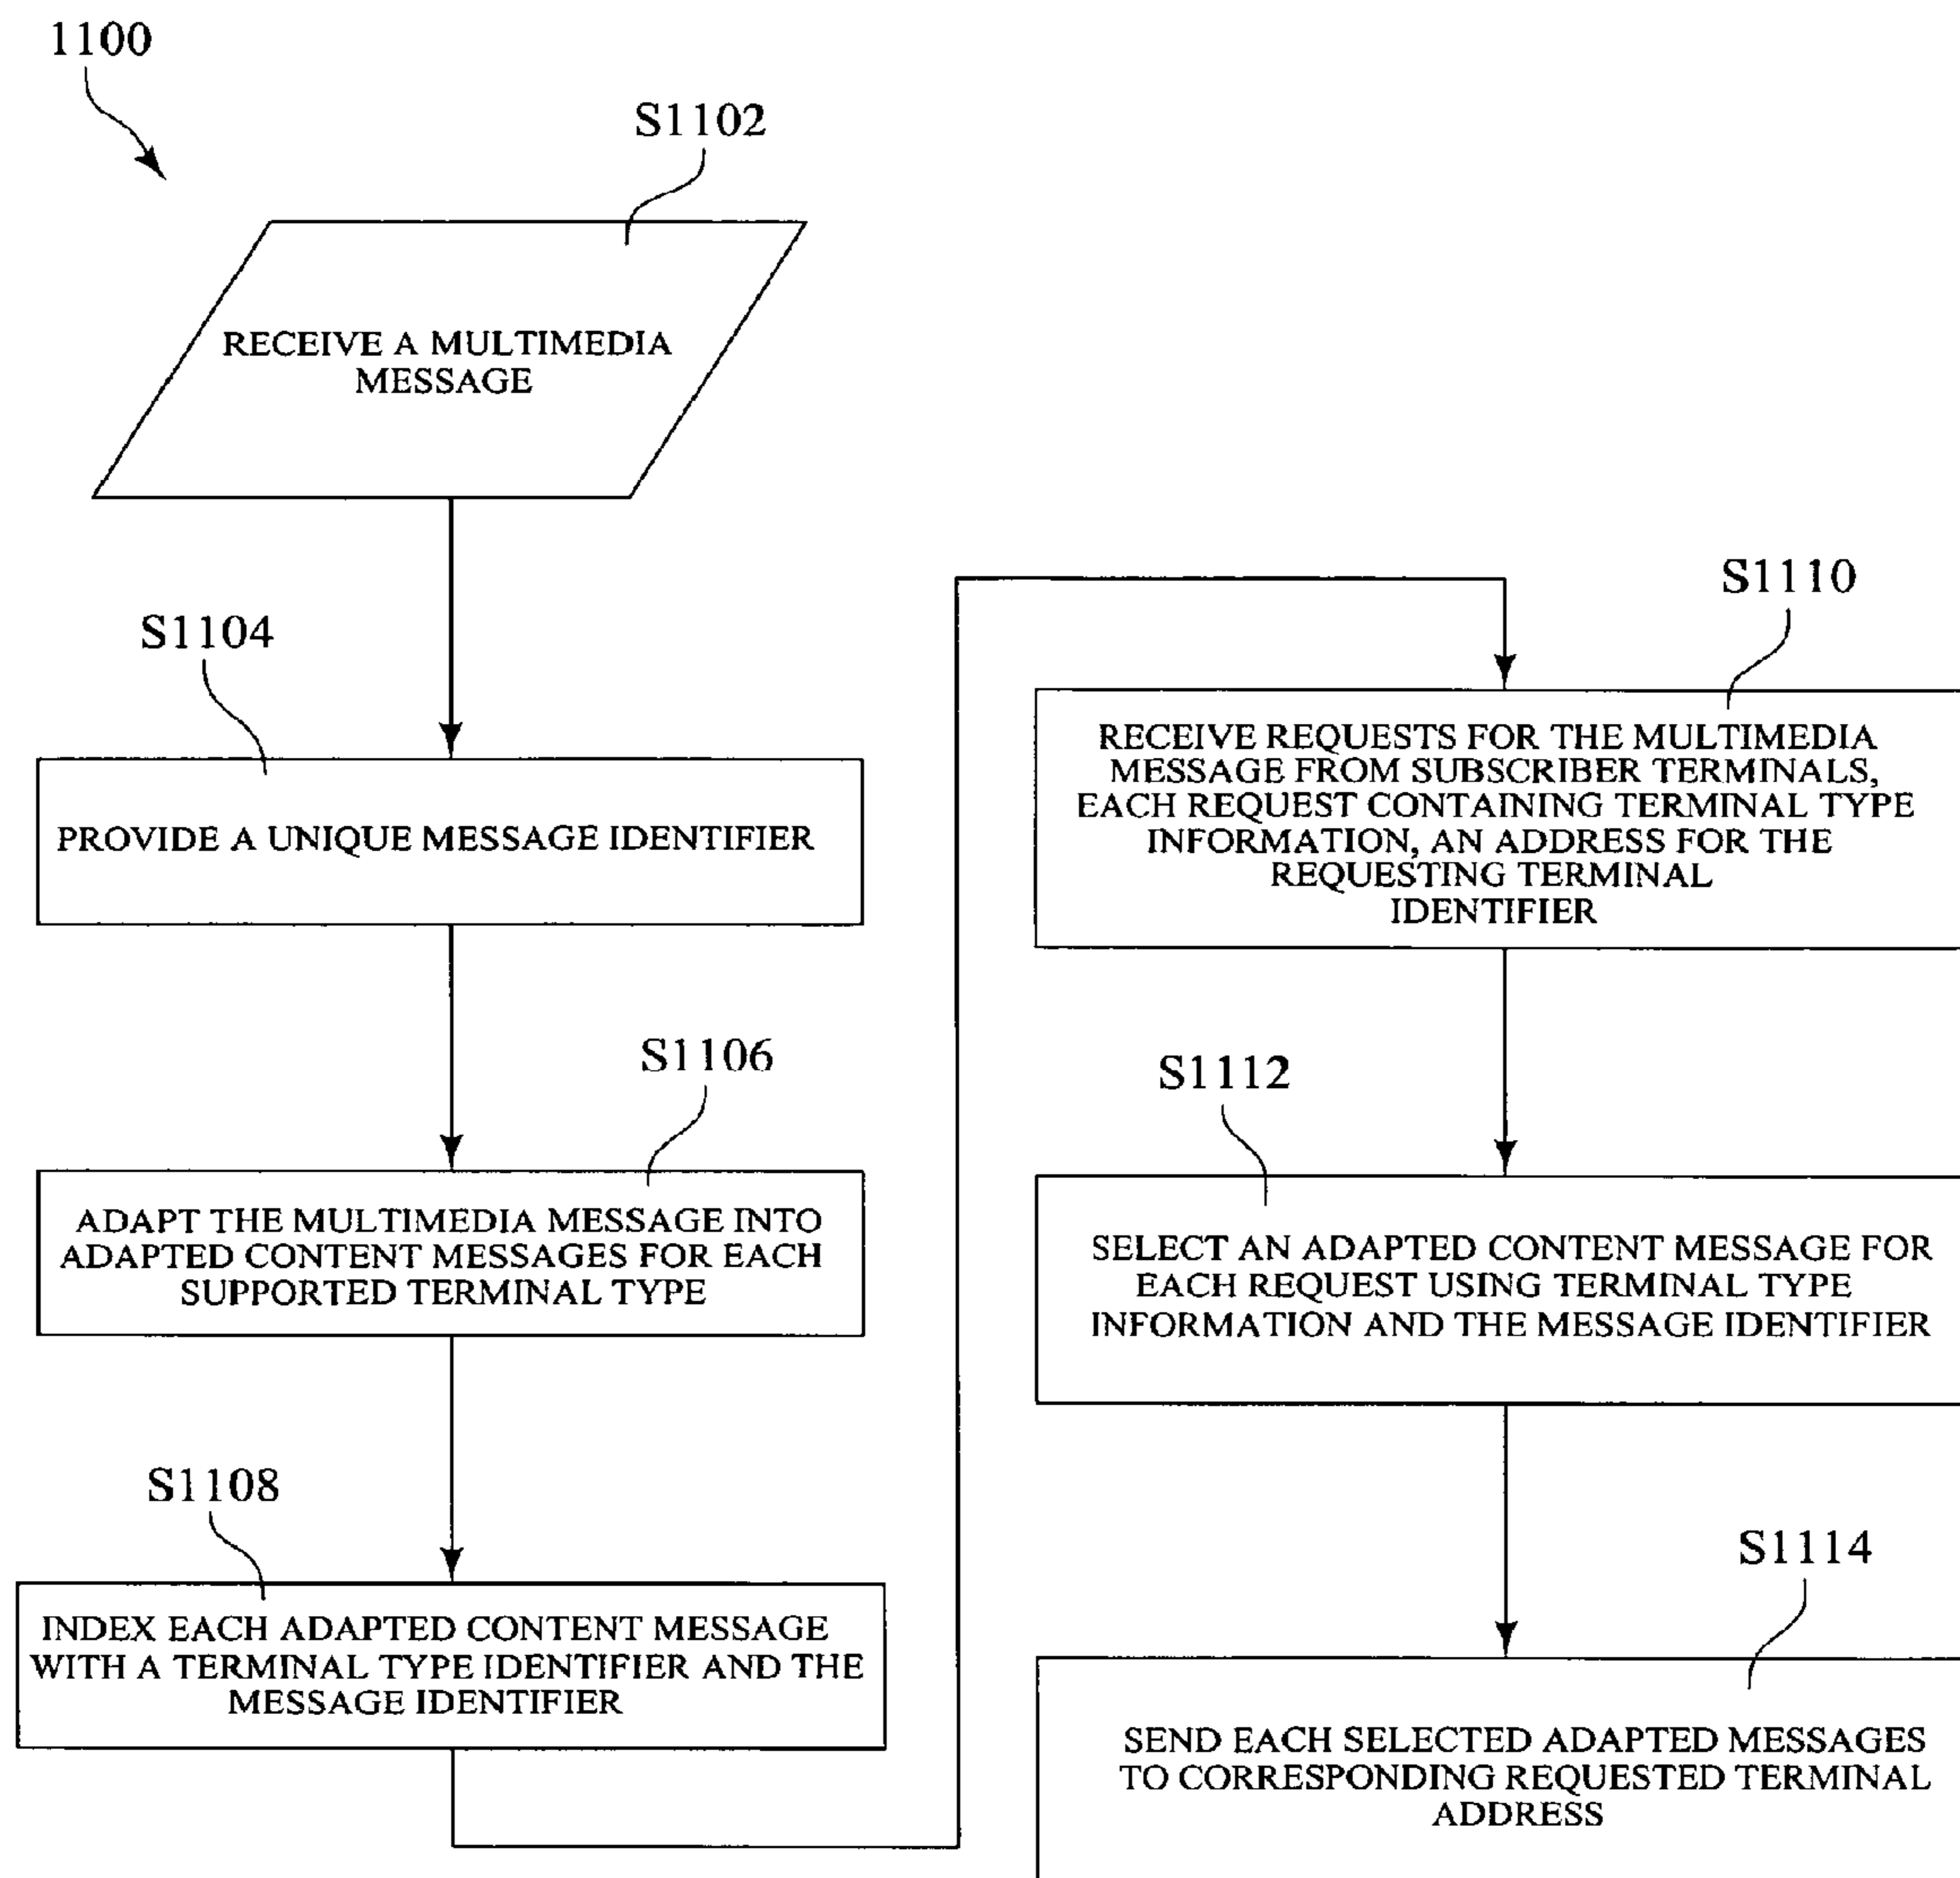 1100
S1102
RECEIVE A MULTIMEDIA
MESSAGE
S1104
PROVIDE A UNIQUE MESSAGE IDENTIFIER
S1106
ADAPT THE MULTIMEDIA MESSAGE INTO
ADAPTED CONTENT MESSAGES FOR EACH
SUPPORTED TERMINAL TYPE
S1108
INDEX EACH ADAPTED CONTENT MESSAGE
WITH A TERMINAL TYPE IDENTIFIER AND THE
MESSAGE IDENTIFIER
S1110
RECEIVE REQUESTS FOR THE MULTIMEDIA
MESSAGE FROM SUBSCRIBER TERMINALS,
EACH REQUEST CONTAINING TERMINAL TYPE
INFORMATION, AN ADDRESS FOR THE
REQUESTING TERMINAL
IDENTIFIER
S1112
SELECT AN ADAPTED CONTENT MESSAGE FOR
EACH REQUEST USING TERMINAL TYPE
INFORMATION AND THE MESSAGE IDENTIFIER
S1114
SEND EACH SELECTED ADAPTED MESSAGES
TO CORRESPONDING REQUESTED TERMINAL
ADDRESS